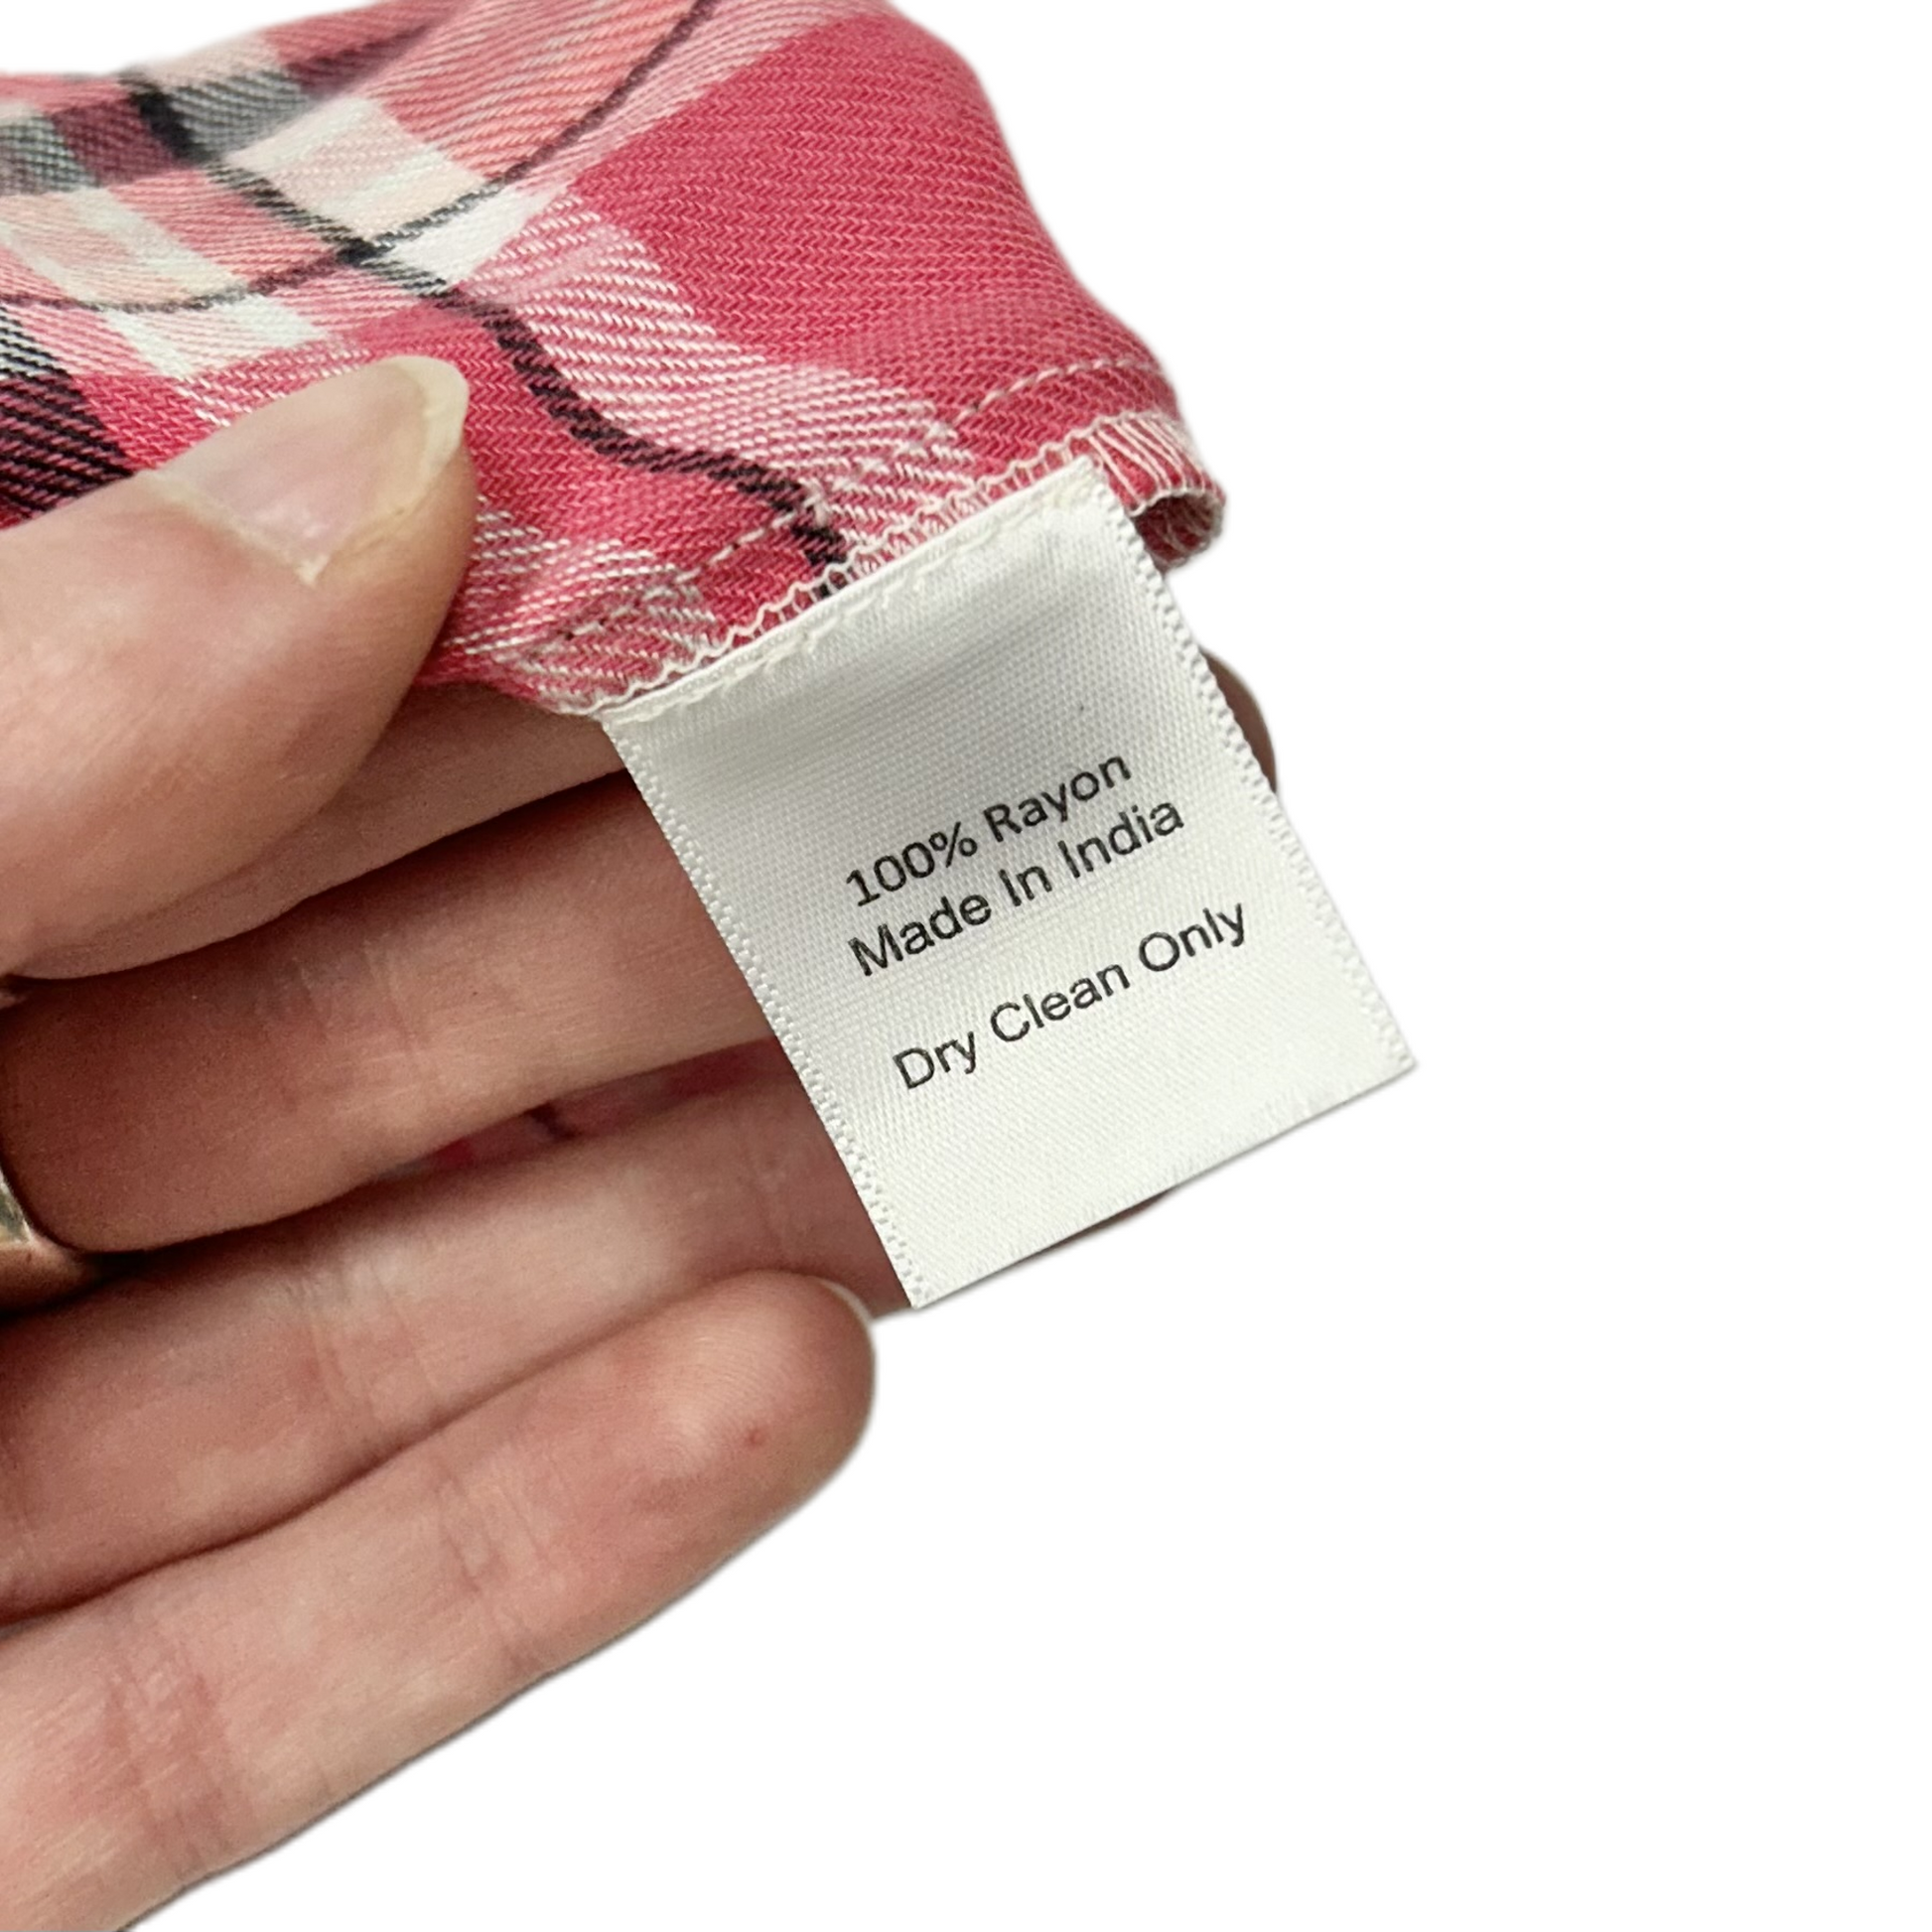 100% Rayon
Made In India
Dry Clean Only